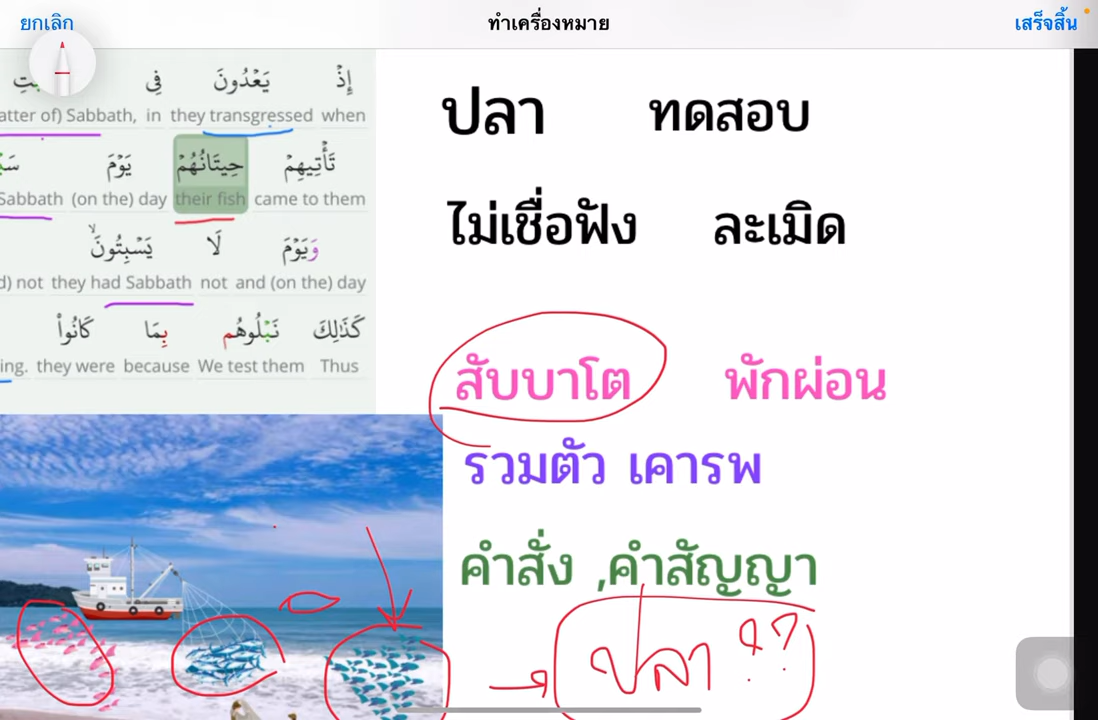 ยกเลิก ทำเครื่องหมาย เสร็จสิ้น
إِذْ يَعْدُونَ فِى
atter of) Sabbath, in they transgressed when
تَأْتِيهِمْ حِيتَانُهُمْ يَوْمَ
Sabbath (on the) day their fish came to them
وَيَوْمَ لَا يَسْبِتُونَ ۙ
d) not they had Sabbath not and (on the) day
كَذَٰلِكَ نَبْلُوهُم بِمَا كَانُوا۟
ing. they were because We test them Thus
ปลา ทดสอบ
ไม่เชื่อฟัง ละเมิด
สับบาโต พักผ่อน
รวมตัว เคารพ
คำสั่ง ,คำสัญญา
ปลา ??